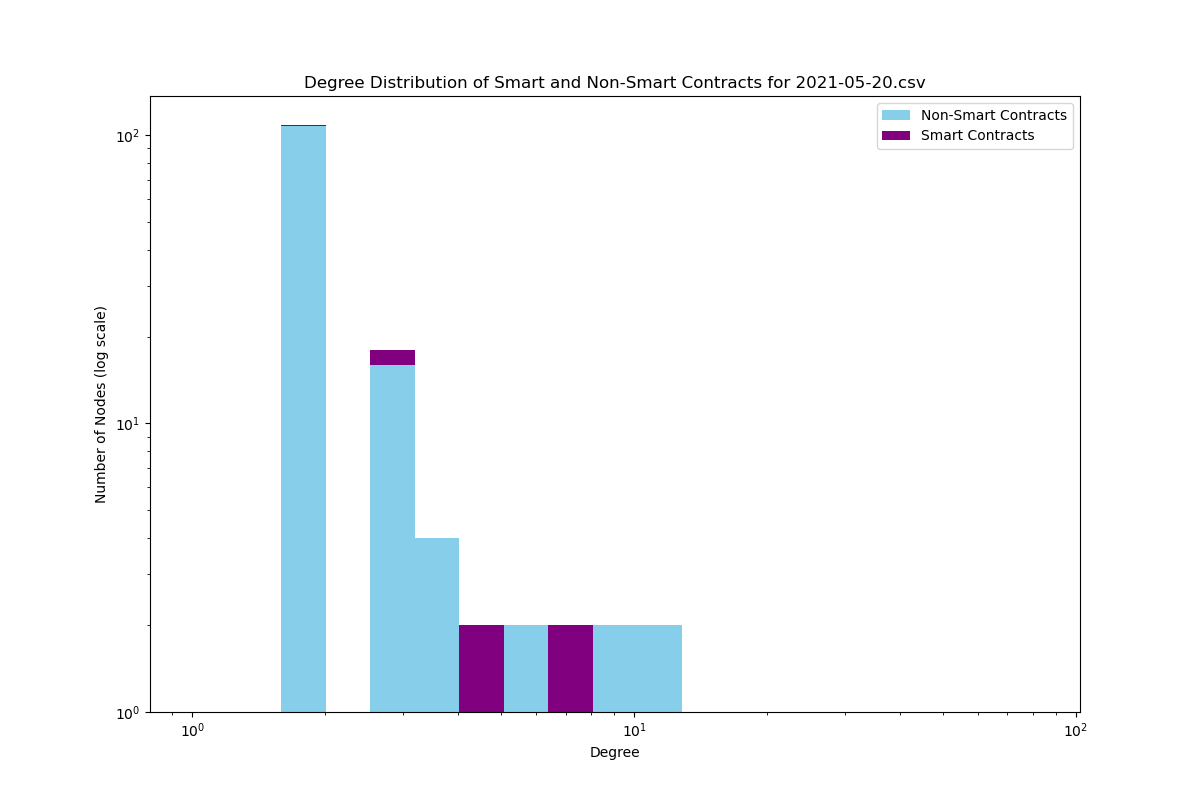 Degree Distribution of Smart and Non-Smart Contracts for 2021-05-20.csv
Non-Smart Contracts
Smart Contracts
Number of Nodes (log scale)
10²
10¹
10⁰
10⁰ 10¹ 10²
Degree